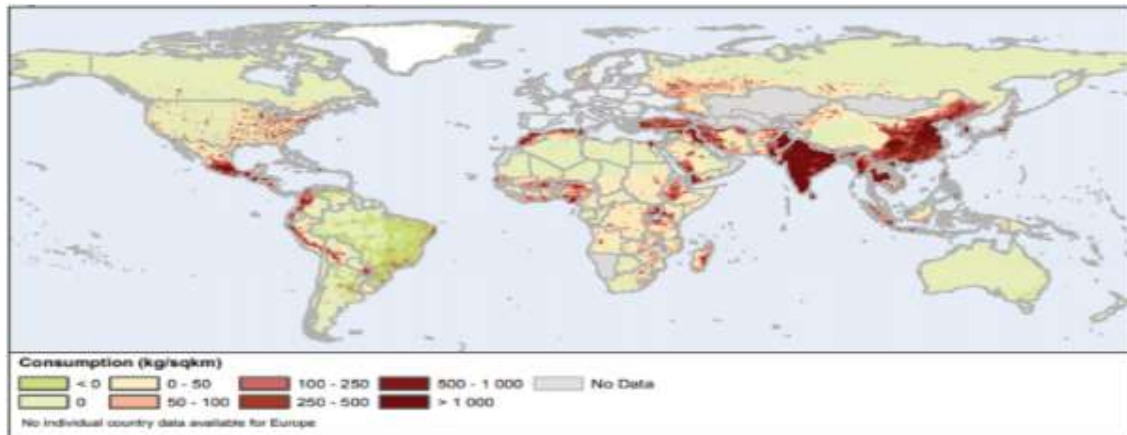 Consumption (kg/sqkm)
< 0 0 - 50 100 - 250 500 - 1 000 No Data
0 50 - 100 250 - 500 > 1 000
No individual country data available for Europe